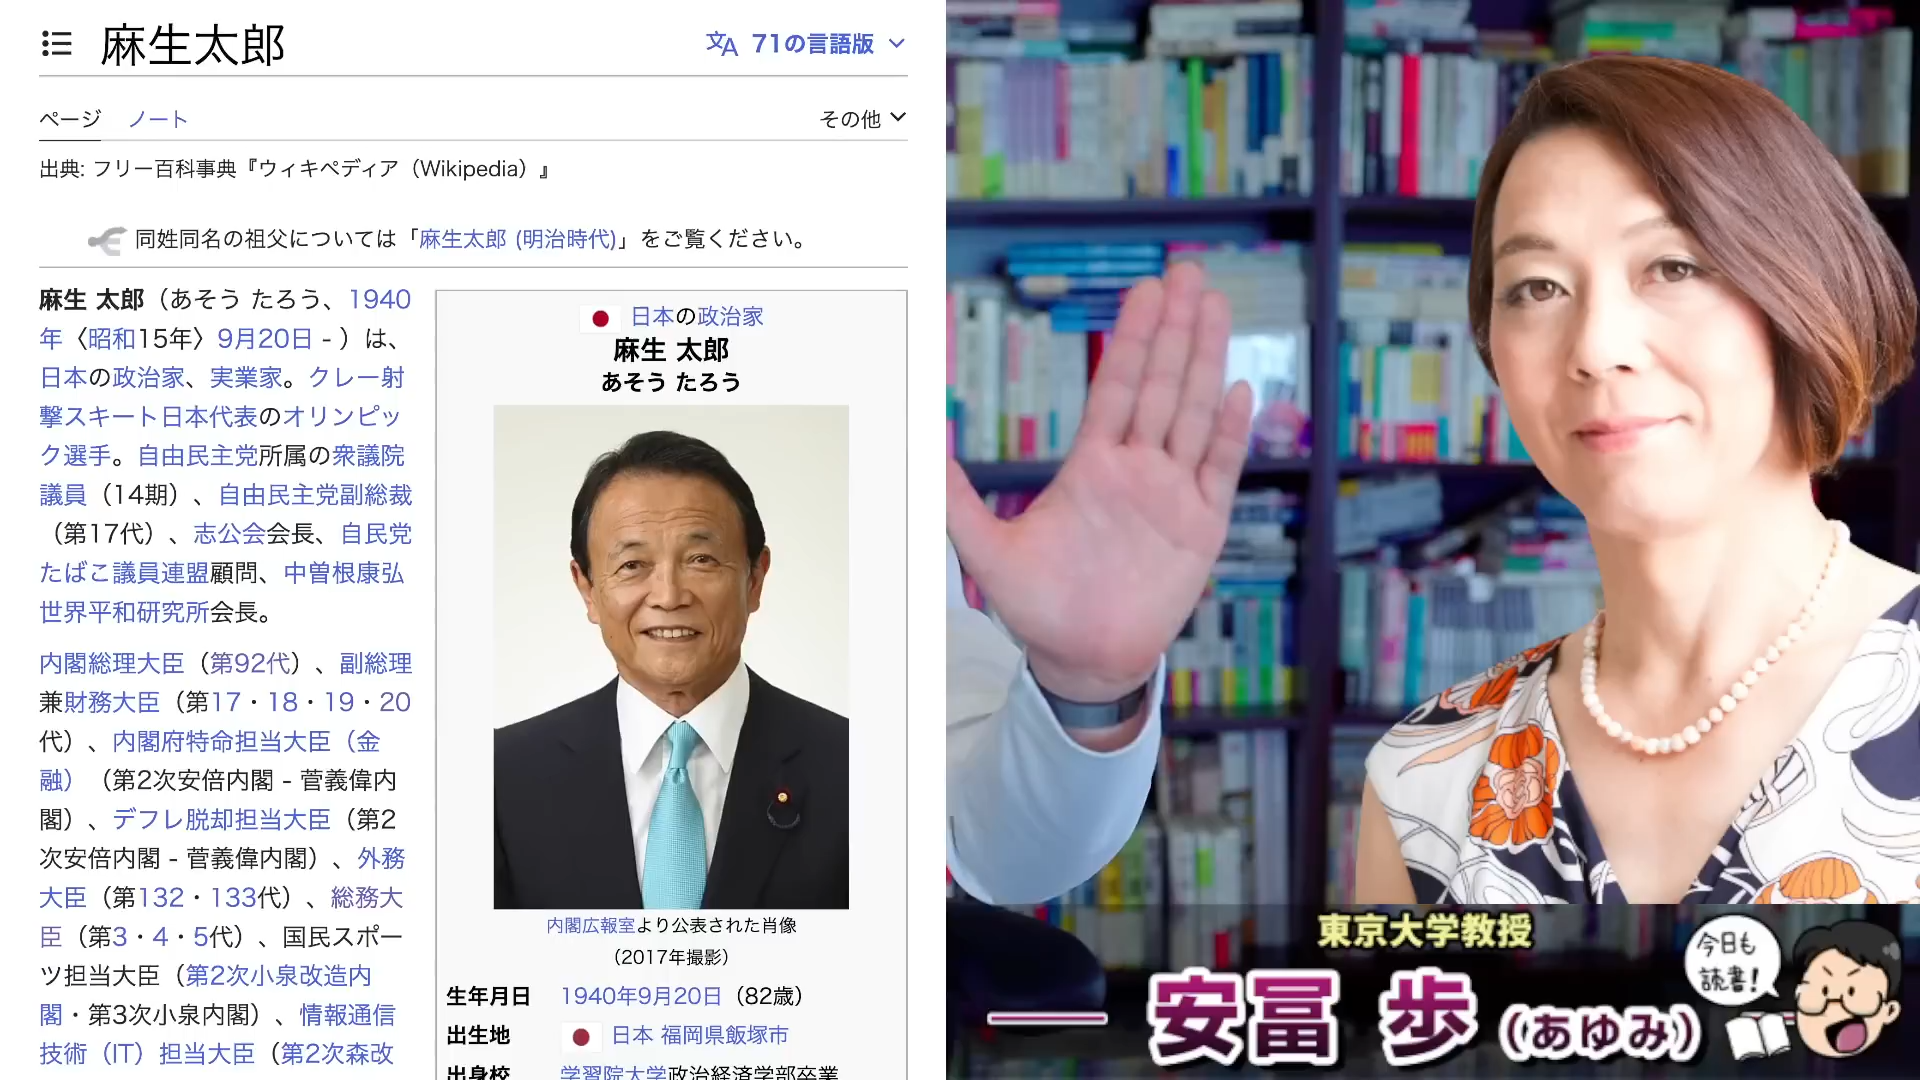 麻生太郎
71の言語版
ページ ノート
その他
出典: フリー百科事典『ウィキペディア（Wikipedia）』
同姓同名の祖父については「麻生太郎 (明治時代)」をご覧ください。
麻生 太郎（あそう たろう、1940
年〈昭和15年〉9月20日 - ）は、
日本の政治家、実業家。クレー射
撃スキート日本代表のオリンピッ
ク選手。自由民主党所属の衆議院
議員（14期）、自由民主党副総裁
（第17代）、志公会会長、自民党
たばこ議員連盟顧問、中曽根康弘
世界平和研究所会長。
内閣総理大臣（第92代）、副総理
兼財務大臣（第17・18・19・20
代）、内閣府特命担当大臣（金
融）（第2次安倍内閣 - 菅義偉内
閣）、デフレ脱却担当大臣（第2
次安倍内閣 - 菅義偉内閣）、外務
大臣（第132・133代）、総務大
臣（第3・4・5代）、国民スポー
ツ担当大臣（第2次小泉改造内
閣・第3次小泉内閣）、情報通信
技術（IT）担当大臣（第2次森改
日本の政治家
麻生 太郎
あそう たろう
内閣広報室より公表された肖像
（2017年撮影）
生年月日 1940年9月20日（82歳）
出生地 日本 福岡県飯塚市
出身校 学習院大学政治経済学部卒業
東京大学教授
安冨 歩（あゆみ）
今日も
読書！